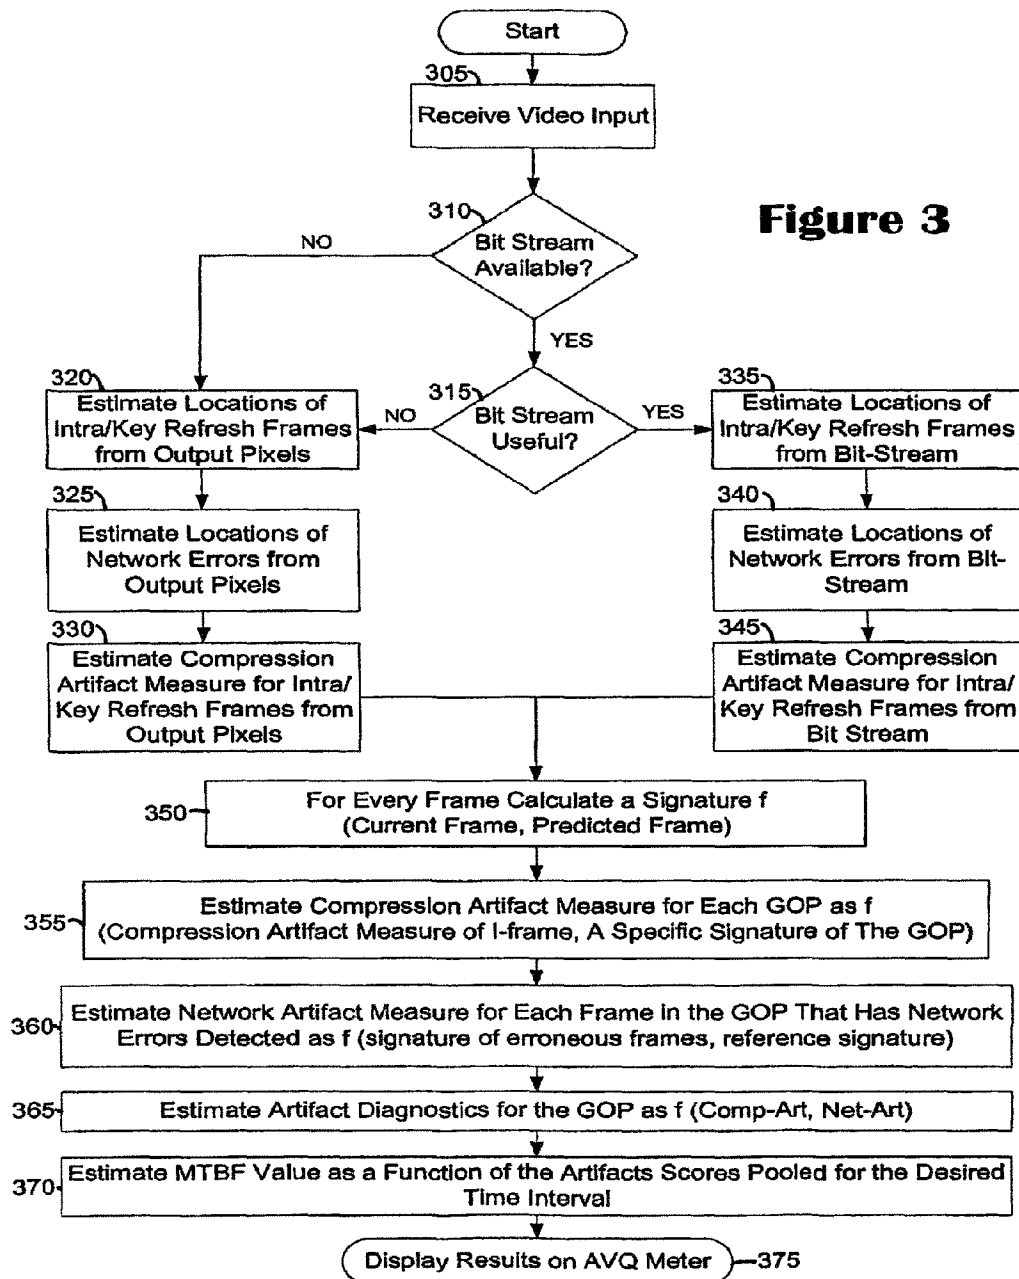 Start
305
Receive Video Input
Figure 3
310
Bit Stream
Available?
NO
YES
315
Bit Stream
Useful?
NO
YES
320
Estimate Locations of
Intra/Key Refresh Frames
from Output Pixels
325
Estimate Locations of
Network Errors from
Output Pixels
330
Estimate Compression
Artifact Measure for Intra/
Key Refresh Frames from
Output Pixels
335
Estimate Locations of
Intra/Key Refresh Frames
from Bit-Stream
340
Estimate Locations of
Network Errors from Bit-
Stream
345
Estimate Compression
Artifact Measure for Intra/
Key Refresh Frames from
Bit Stream
350
For Every Frame Calculate a Signature f
(Current Frame, Predicted Frame)
355
Estimate Compression Artifact Measure for Each GOP as f
(Compression Artifact Measure of I-frame, A Specific Signature of The GOP)
360
Estimate Network Artifact Measure for Each Frame in the GOP That Has Network
Errors Detected as f (signature of erroneous frames, reference signature)
365
Estimate Artifact Diagnostics for the GOP as f (Comp-Art, Net-Art)
370
Estimate MTBF Value as a Function of the Artifacts Scores Pooled for the Desired
Time Interval
Display Results on AVQ Meter
375